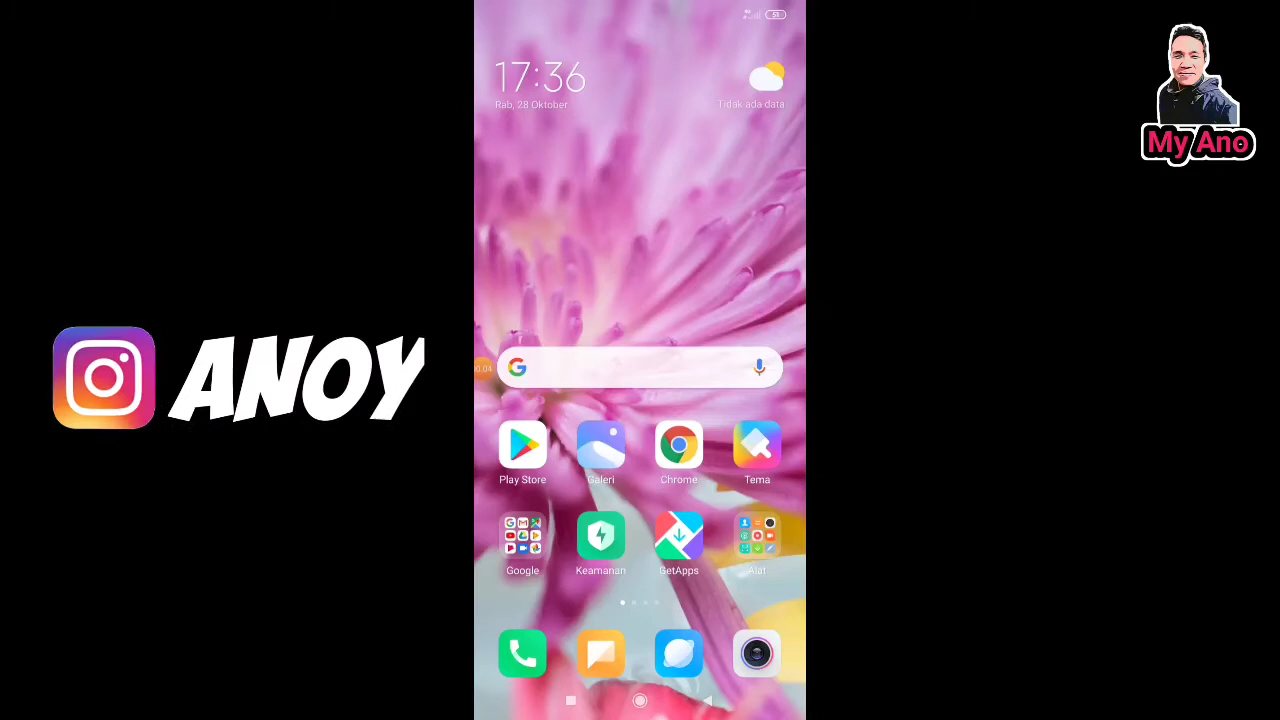 51
17:36
Rab, 28 Oktober
Tidak ada data
My Ano
ANOY
Play Store
Galeri
Chrome
Tema
Google
Keamanan
GetApps
Alat